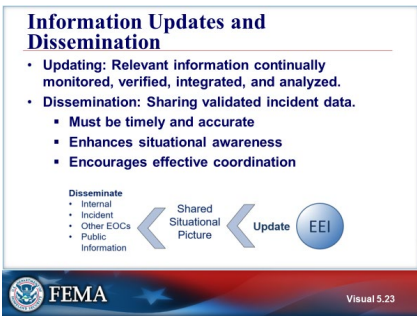 Information Updates and
Dissemination
• Updating: Relevant information continually
monitored, verified, integrated, and analyzed.
• Dissemination: Sharing validated incident data.
▪ Must be timely and accurate
▪ Enhances situational awareness
▪ Encourages effective coordination
Disseminate
• Internal
• Incident
• Other EOCs
• Public
Information
Shared
Situational
Picture
Update
EEI
FEMA
Visual 5.23